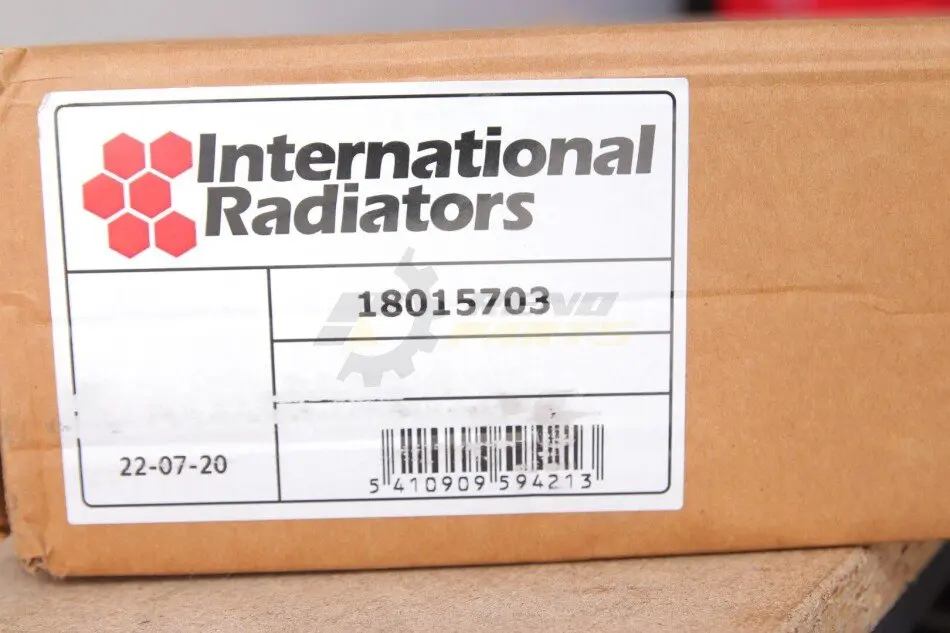 International
Radiators
18015703
22-07-20
5 410909 594213